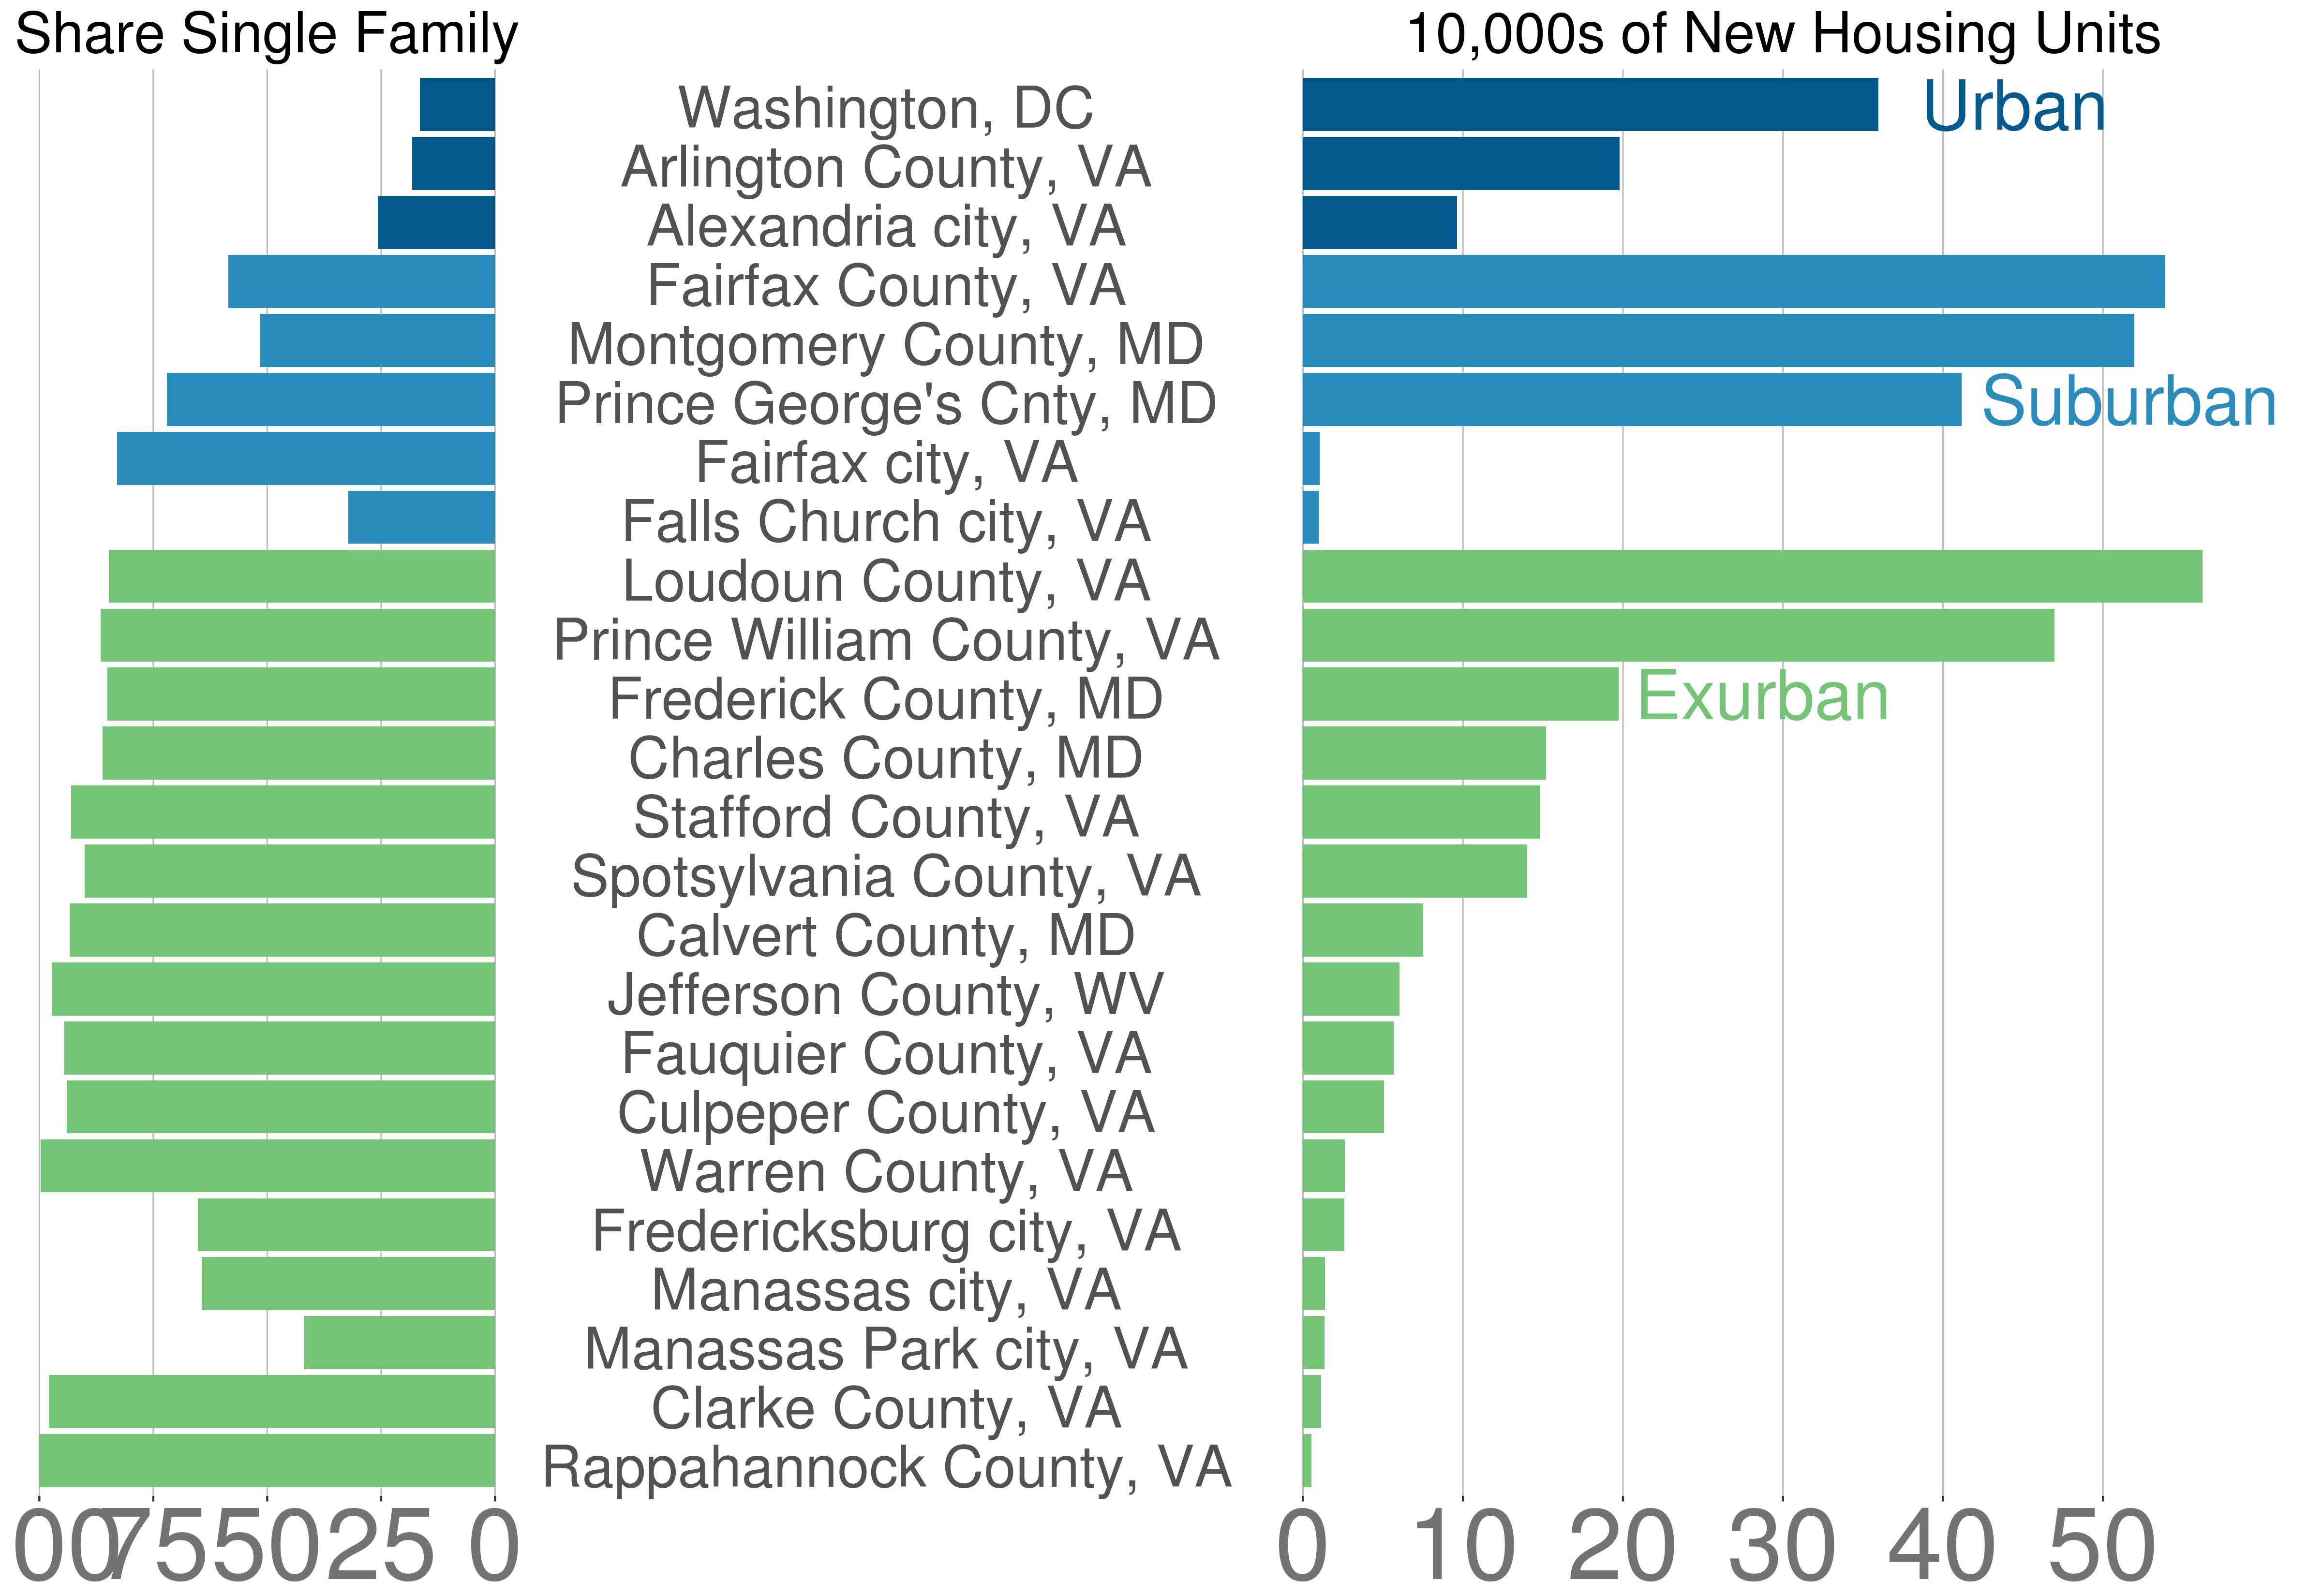 Share Single Family
10,000s of New Housing Units
Washington, DC
Urban
Arlington County, VA
Alexandria city, VA
Fairfax County, VA
Montgomery County, MD
Prince George's Cnty, MD
Suburban
Fairfax city, VA
Falls Church city, VA
Loudoun County, VA
Prince William County, VA
Frederick County, MD
Exurban
Charles County, MD
Stafford County, VA
Spotsylvania County, VA
Calvert County, MD
Jefferson County, WV
Fauquier County, VA
Culpeper County, VA
Warren County, VA
Fredericksburg city, VA
Manassas city, VA
Manassas Park city, VA
Clarke County, VA
Rappahannock County, VA
00 75 50 25 0
0 10 20 30 40 50